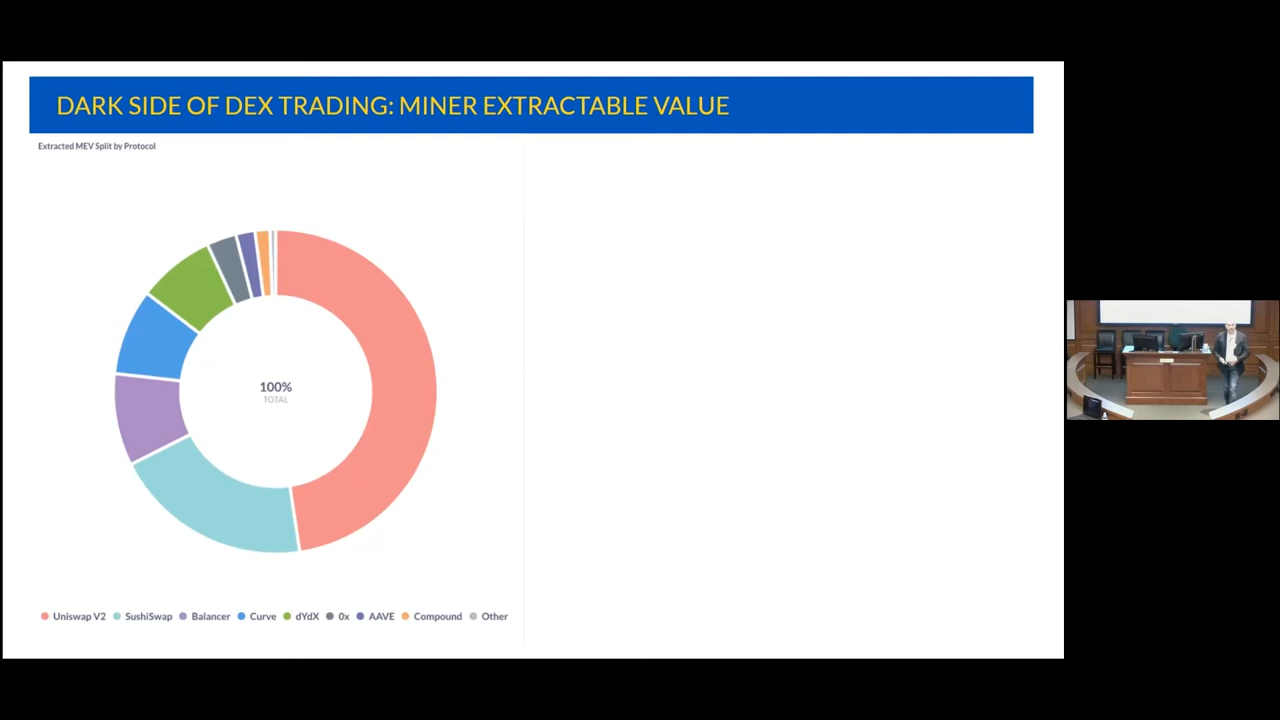 DARK SIDE OF DEX TRADING: MINER EXTRACTABLE VALUE
Extracted MEV Split by Protocol
100%
TOTAL
Uniswap V2 SushiSwap Balancer Curve dYdX 0x AAVE Compound Other